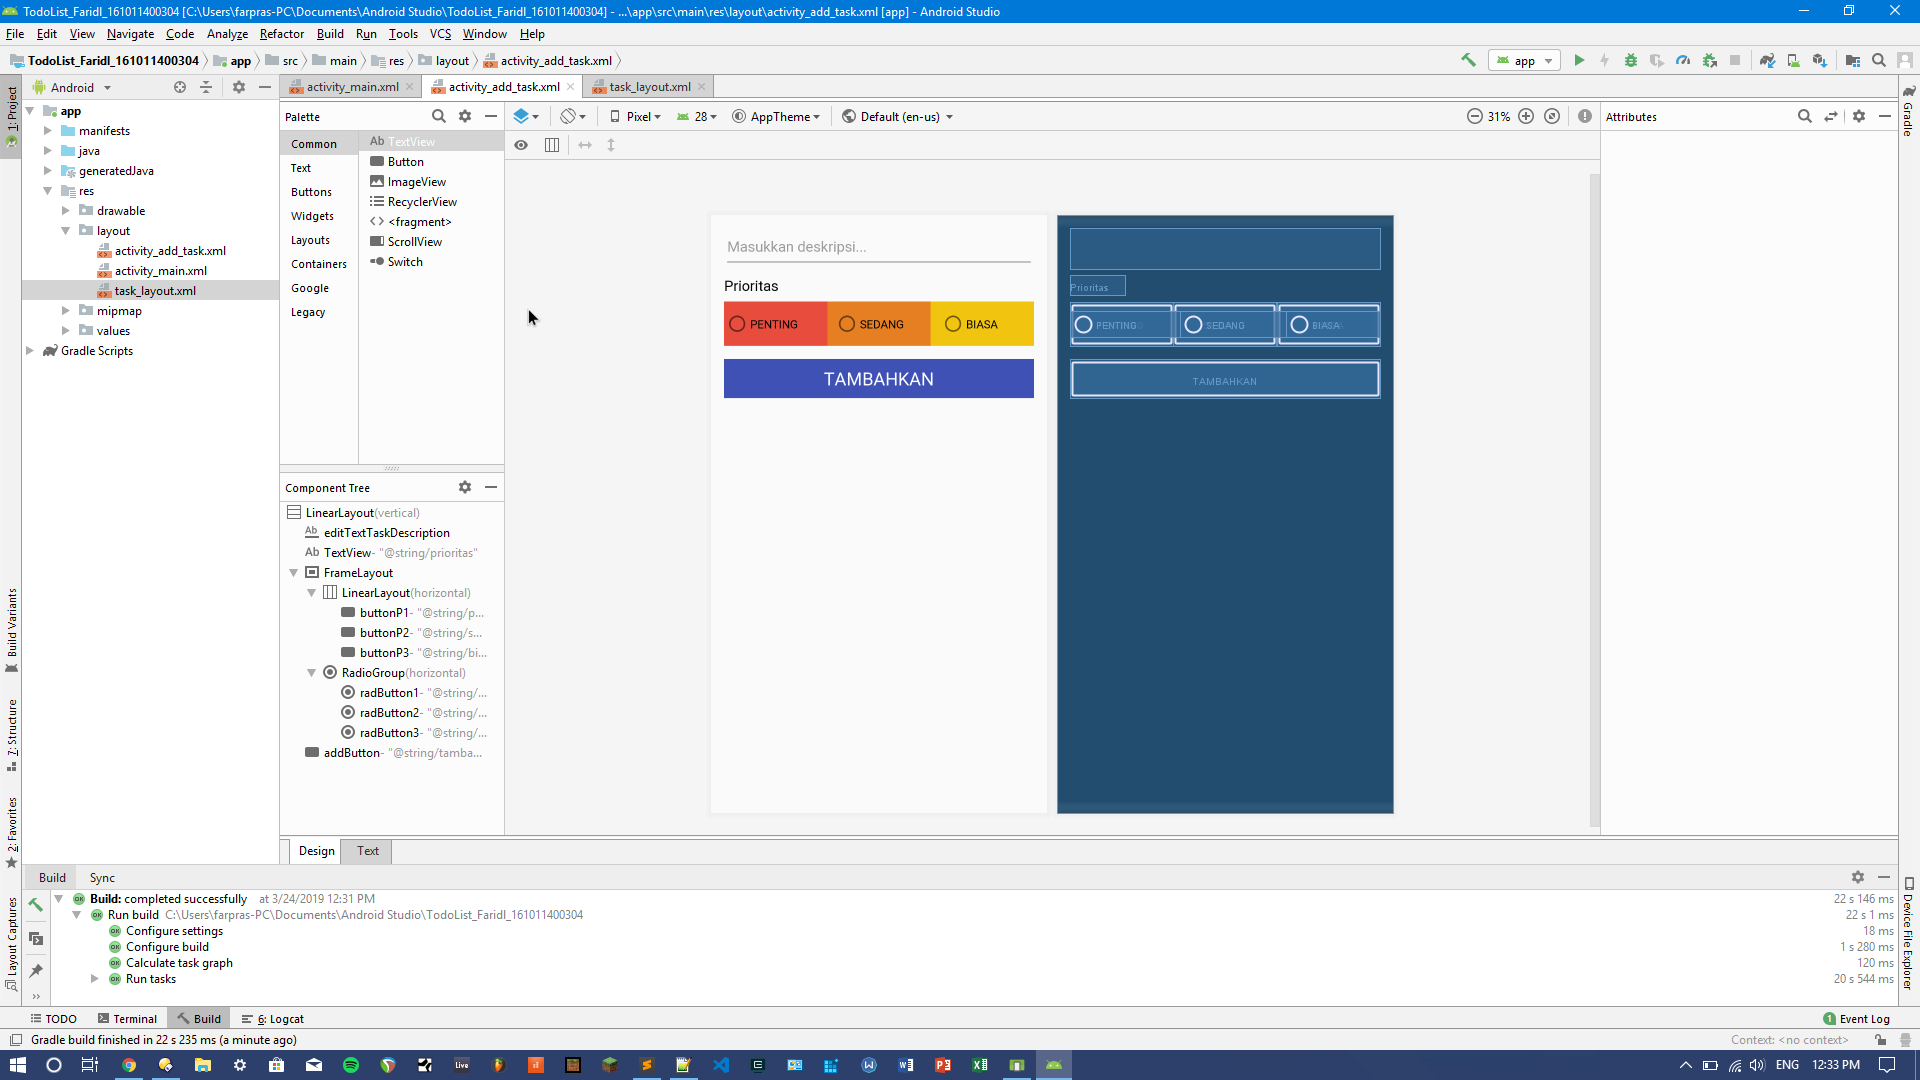 TodoList_FaridI_161011400304 [C:\Users\farpras-PC\Documents\Android Studio\TodoList_FaridI_161011400304] - ...\app\src\main\res\layout\activity_add_task.xml [app] - Android Studio
File Edit View Navigate Code Analyze Refactor Build Run Tools VCS Window Help
TodoList_FaridI_161011400304 app src main res layout activity_add_task.xml
app
1: Project
Android
activity_main.xml activity_add_task.xml task_layout.xml
app
manifests
java
generatedJava
res
drawable
layout
activity_add_task.xml
activity_main.xml
task_layout.xml
mipmap
values
Gradle Scripts
Palette
Common
Text
Buttons
Widgets
Layouts
Containers
Google
Legacy
Ab TextView
Button
ImageView
RecyclerView
<fragment>
ScrollView
Switch
Pixel 28 AppTheme Default (en-us) 31%
Attributes
Gradle
Masukkan deskripsi...
Prioritas
PENTING SEDANG BIASA
TAMBAHKAN
Prioritas
PENTING SEDANG BIASA
TAMBAHKAN
Component Tree
LinearLayout(vertical)
Ab editTextTaskDescription
Ab TextView- "@string/prioritas"
FrameLayout
LinearLayout(horizontal)
buttonP1- "@string/p...
buttonP2- "@string/s...
buttonP3- "@string/bi...
RadioGroup(horizontal)
radButton1- "@string/...
radButton2- "@string/...
radButton3- "@string/...
addButton- "@string/tamba...
Build Variants
7: Structure
2: Favorites
Layout Captures
Design Text
Build Sync
Build: completed successfully at 3/24/2019 12:31 PM 22 s 146 ms
Run build C:\Users\farpras-PC\Documents\Android Studio\TodoList_FaridI_161011400304 22 s 1 ms
Configure settings 18 ms
Configure build 1 s 280 ms
Calculate task graph 120 ms
Run tasks 20 s 544 ms
Device File Explorer
TODO Terminal Build 6: Logcat 1 Event Log
Gradle build finished in 22 s 235 ms (a minute ago) Context: <no context>
Live ENG 12:33 PM